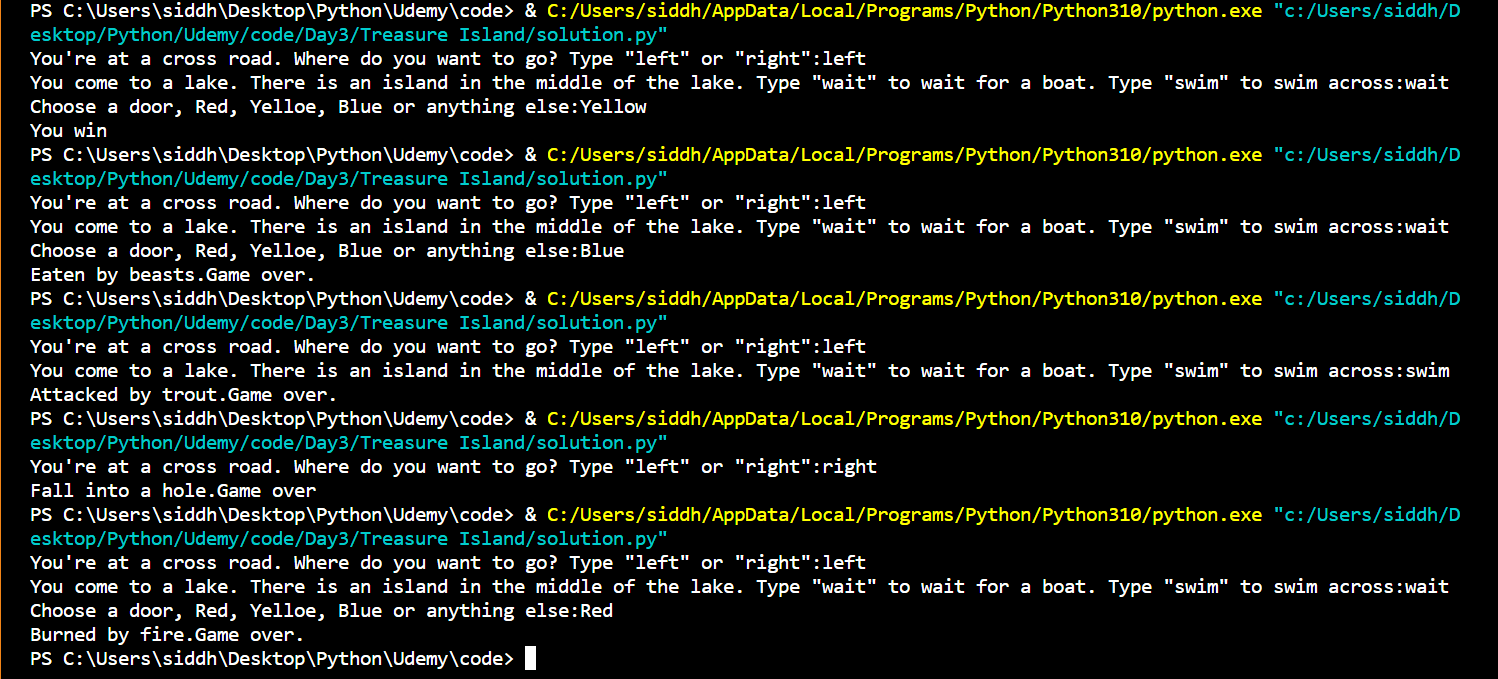 PS C:\Users\siddh\Desktop\Python\Udemy\code> & C:/Users/siddh/AppData/Local/Programs/Python/Python310/python.exe "c:/Users/siddh/D
esktop/Python/Udemy/code/Day3/Treasure Island/solution.py"
You're at a cross road. Where do you want to go? Type "left" or "right":left
You come to a lake. There is an island in the middle of the lake. Type "wait" to wait for a boat. Type "swim" to swim across:wait
Choose a door, Red, Yelloe, Blue or anything else:Yellow
You win
PS C:\Users\siddh\Desktop\Python\Udemy\code> & C:/Users/siddh/AppData/Local/Programs/Python/Python310/python.exe "c:/Users/siddh/D
esktop/Python/Udemy/code/Day3/Treasure Island/solution.py"
You're at a cross road. Where do you want to go? Type "left" or "right":left
You come to a lake. There is an island in the middle of the lake. Type "wait" to wait for a boat. Type "swim" to swim across:wait
Choose a door, Red, Yelloe, Blue or anything else:Blue
Eaten by beasts.Game over.
PS C:\Users\siddh\Desktop\Python\Udemy\code> & C:/Users/siddh/AppData/Local/Programs/Python/Python310/python.exe "c:/Users/siddh/D
esktop/Python/Udemy/code/Day3/Treasure Island/solution.py"
You're at a cross road. Where do you want to go? Type "left" or "right":left
You come to a lake. There is an island in the middle of the lake. Type "wait" to wait for a boat. Type "swim" to swim across:swim
Attacked by trout.Game over.
PS C:\Users\siddh\Desktop\Python\Udemy\code> & C:/Users/siddh/AppData/Local/Programs/Python/Python310/python.exe "c:/Users/siddh/D
esktop/Python/Udemy/code/Day3/Treasure Island/solution.py"
You're at a cross road. Where do you want to go? Type "left" or "right":right
Fall into a hole.Game over
PS C:\Users\siddh\Desktop\Python\Udemy\code> & C:/Users/siddh/AppData/Local/Programs/Python/Python310/python.exe "c:/Users/siddh/D
esktop/Python/Udemy/code/Day3/Treasure Island/solution.py"
You're at a cross road. Where do you want to go? Type "left" or "right":left
You come to a lake. There is an island in the middle of the lake. Type "wait" to wait for a boat. Type "swim" to swim across:wait
Choose a door, Red, Yelloe, Blue or anything else:Red
Burned by fire.Game over.
PS C:\Users\siddh\Desktop\Python\Udemy\code>